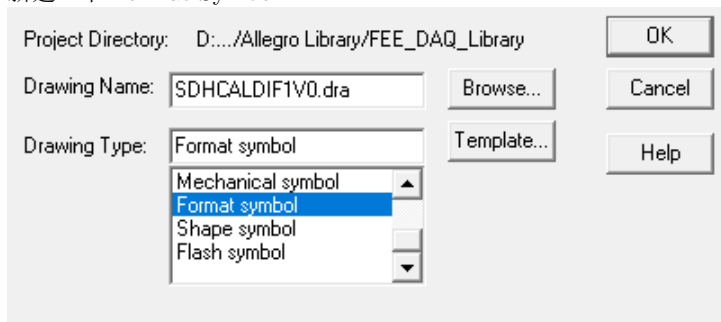 Project Directory: D:.../Allegro Library/FEE_DAQ_Library
OK
Drawing Name: SDHCALDIF1V0.dra
Browse...
Cancel
Drawing Type: Format symbol
Template...
Help
Mechanical symbol
Format symbol
Shape symbol
Flash symbol